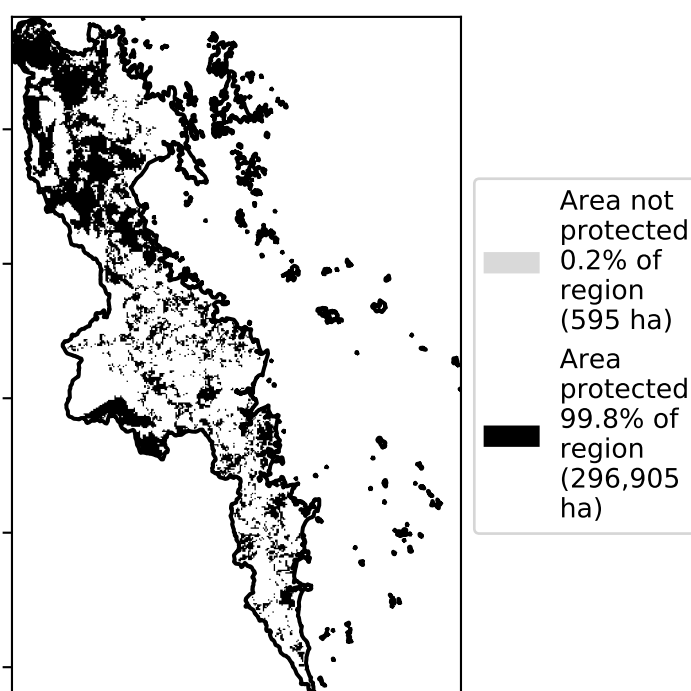 Area not
protected
0.2% of
region
(595 ha)
Area
protected
99.8% of
region
(296,905
ha)